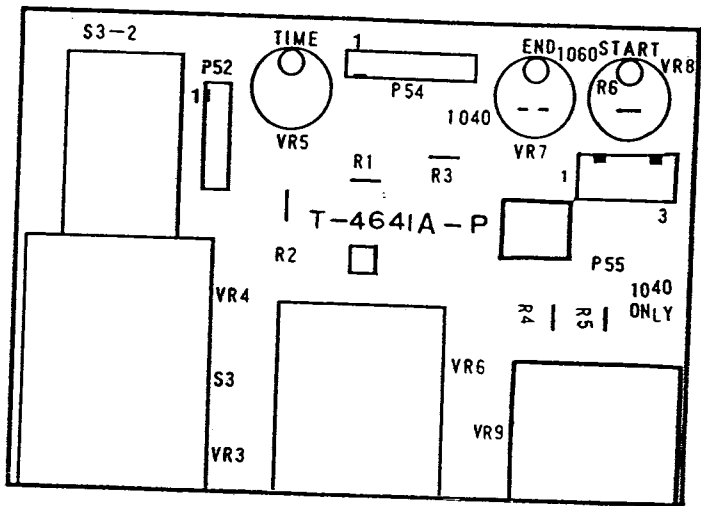 S3-2
TIME
1
END
1060
START
VR8
P52
R6
1
P54
1040
VR5
VR7
R1
R3
1
3
T-4641A-P
R2
P55
VR4
1040
ONLY
R4
R5
VR6
S3
VR9
VR3